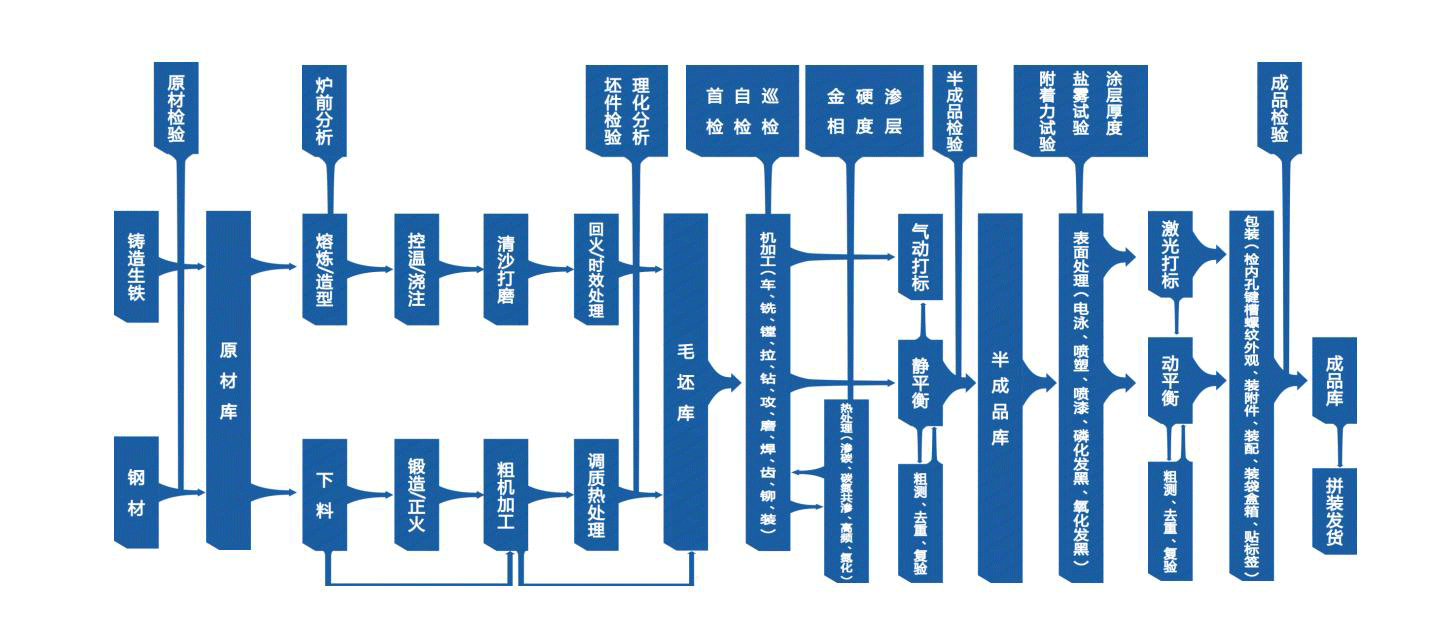 原材检验
炉前分析
理化分析
坯件检验
首检
自检
巡检
金相
硬度
渗层
半成品检验
涂层厚度
盐雾试验
附着力试验
成品检验
铸造生铁
钢材
原材库
熔炼/造型
控温/浇注
清沙打磨
回火/时效处理
下料
锻造/正火
粗机加工
调质热处理
毛坯库
机加工(车、铣、镗、拉、钻、攻、磨、焊、齿、铆、装)
热处理(渗碳、碳氮共渗、高频、氮化)
气动打标
静平衡
粗测、去重、复验
半成品库
表面处理(电泳、喷塑、喷漆、磷化发黑、氧化发黑)
激光打标
动平衡
粗测、去重、复验
包装(检内孔键槽螺纹外观、装附件、装配、装袋盒箱、贴标签)
成品库
拼装发货